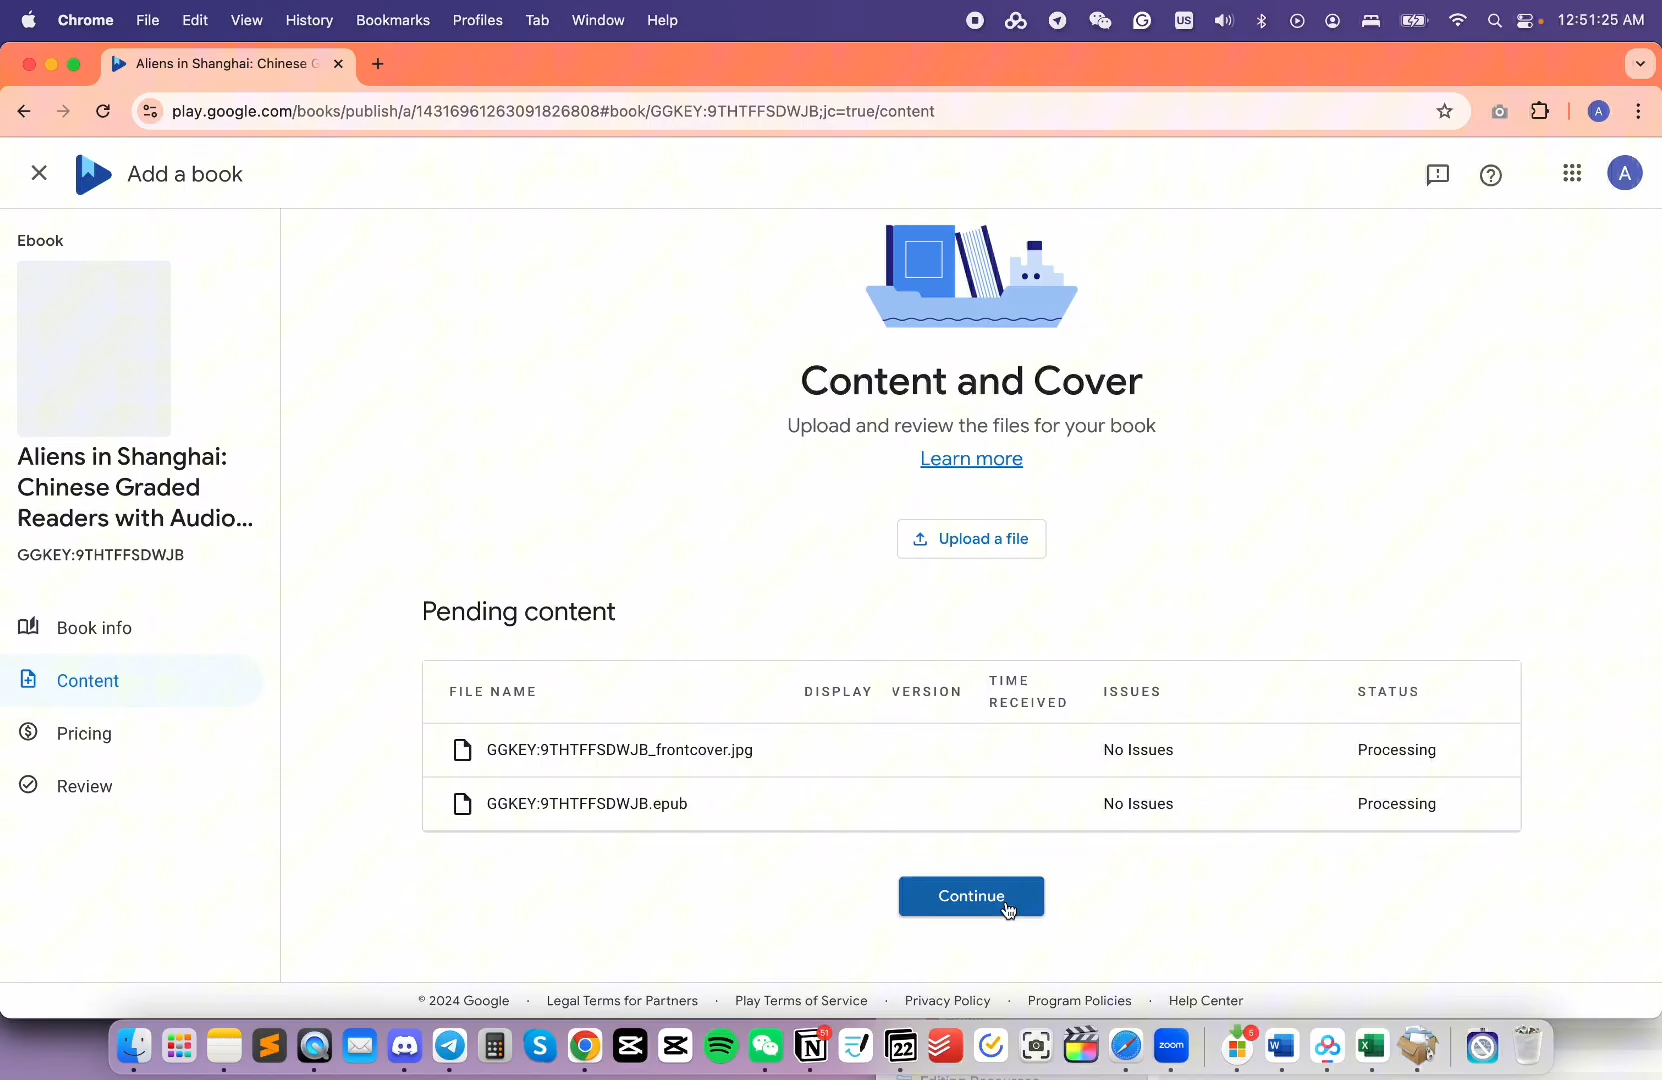 Chrome File Edit View History Bookmarks Profiles Tab Window Help US 12:51:25 AM
Aliens in Shanghai: Chinese G
play.google.com/books/publish/a/14316961263091826808#book/GGKEY:9THTFFSDWJB;jc=true/content A
Add a book A
Ebook
Aliens in Shanghai:
Chinese Graded
Readers with Audio...
GGKEY:9THTFFSDWJB
Book info
Content
Pricing
Review
Content and Cover
Upload and review the files for your book
Learn more
Upload a file
Pending content
FILE NAME DISPLAY VERSION TIME RECEIVED ISSUES STATUS
GGKEY:9THTFFSDWJB_frontcover.jpg No Issues Processing
GGKEY:9THTFFSDWJB.epub No Issues Processing
Continue
© 2024 Google · Legal Terms for Partners · Play Terms of Service · Privacy Policy · Program Policies · Help Center
51 22 zoom 5